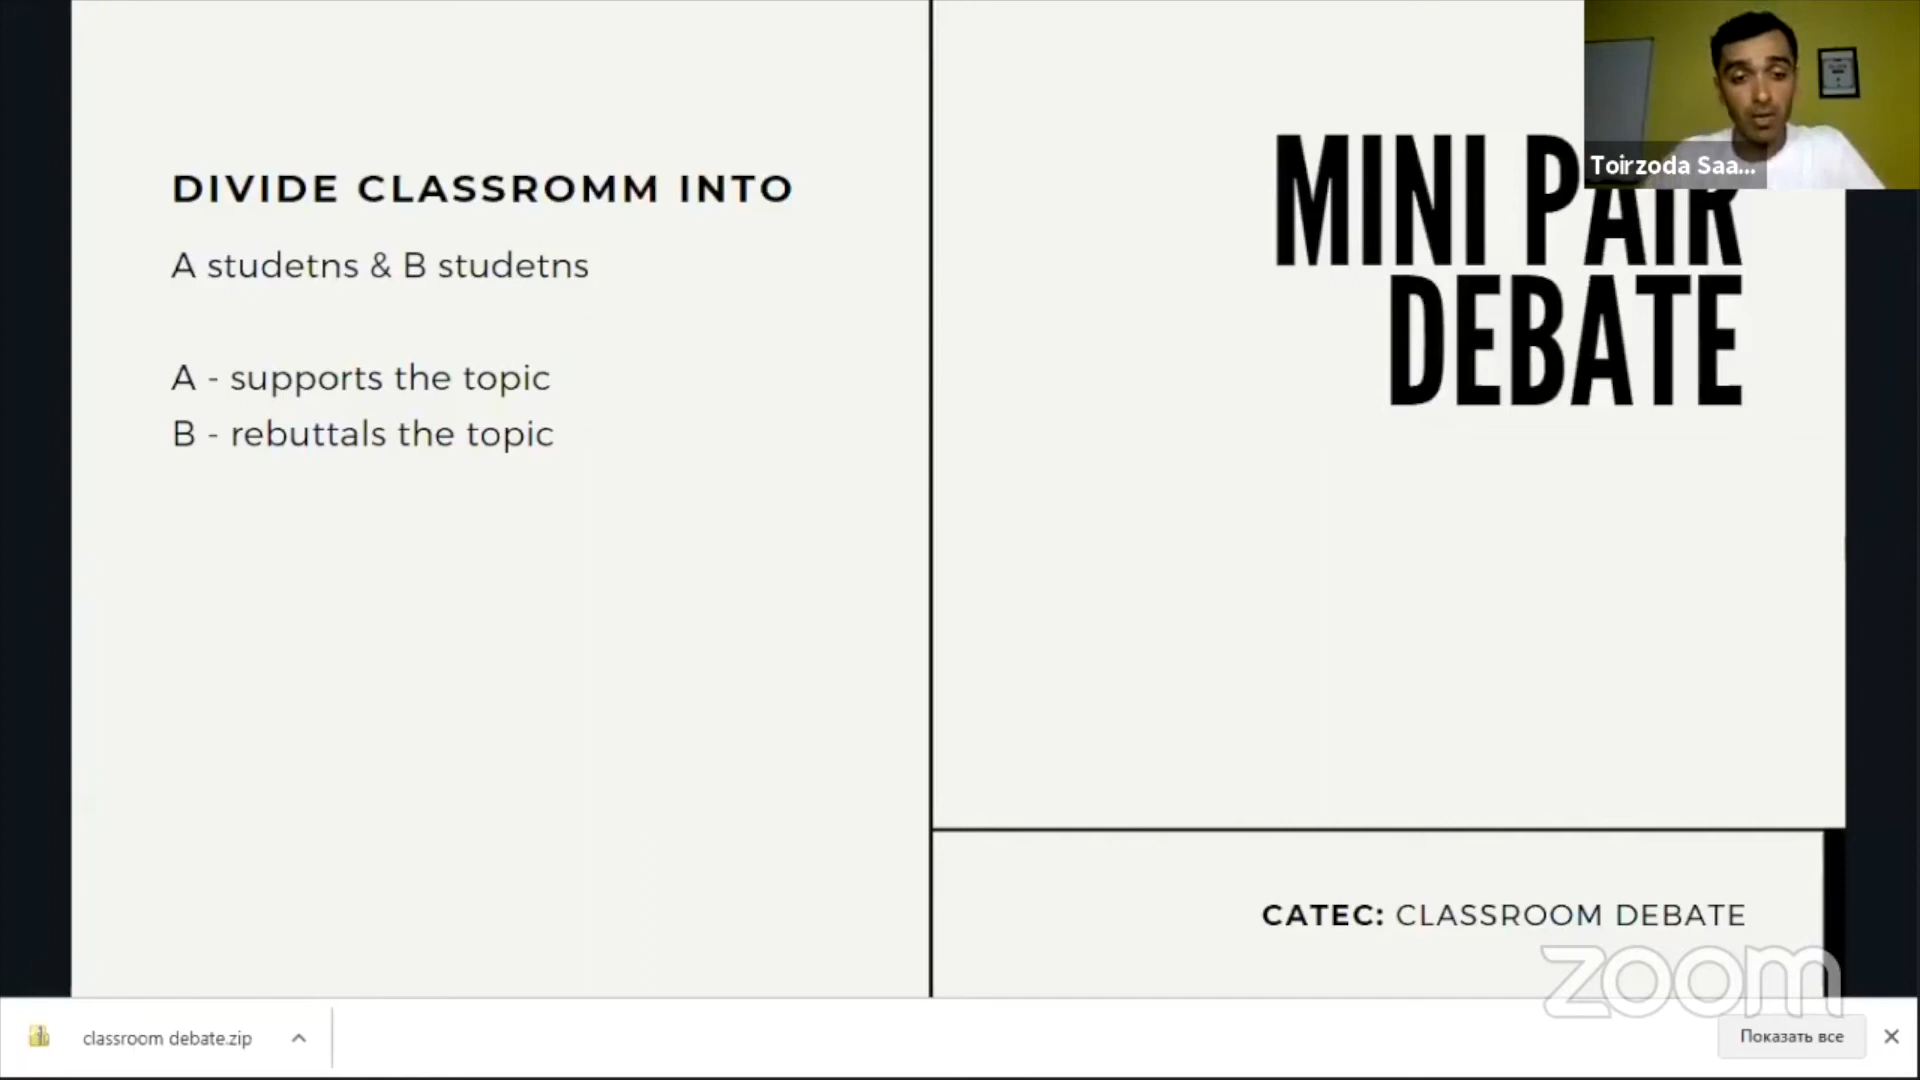 DIVIDE CLASSROMM INTO
A studetns & B studetns
A - supports the topic
B - rebuttals the topic
MINI PAIR
DEBATE
Toirzoda Saa...
CATEC: CLASSROOM DEBATE
zoom
classroom debate.zip
Показать все